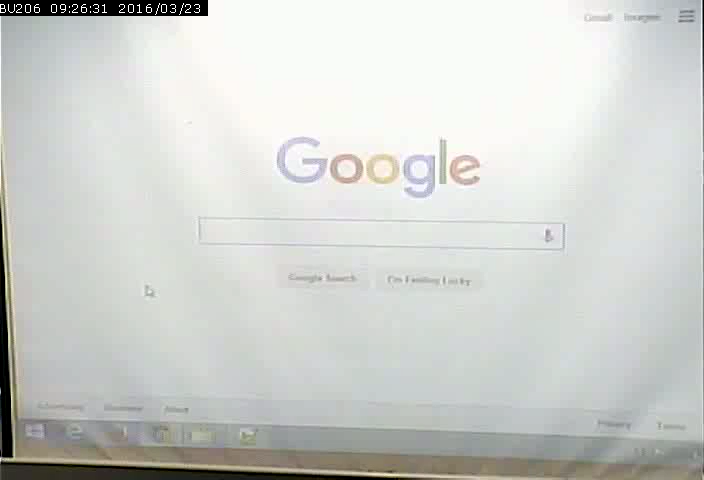 BU206 09:26:31 2016/03/23
Gmail Images
Google
Google Search I'm Feeling Lucky
Advertising Business About
Privacy Terms